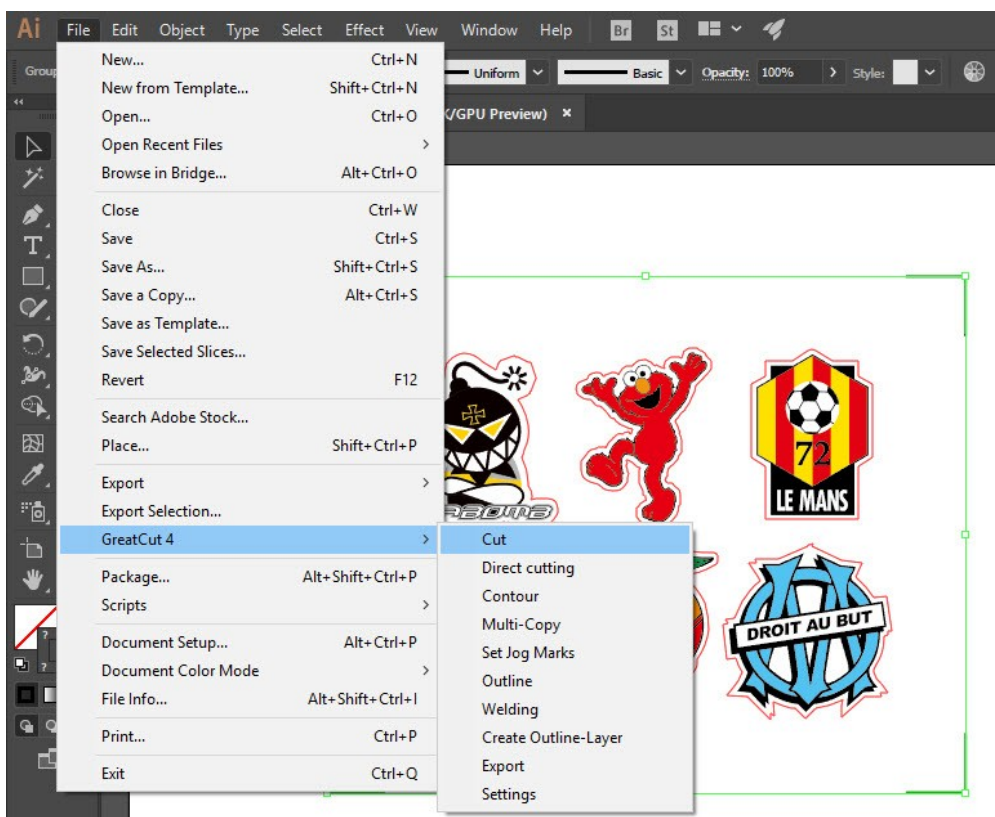 Ai File Edit Object Type Select Effect View Window Help Br St
Group
Uniform Basic Opacity: 100% > Style:
/GPU Preview) ×
New... Ctrl+N
New from Template... Shift+Ctrl+N
Open... Ctrl+O
Open Recent Files >
Browse in Bridge... Alt+Ctrl+O
Close Ctrl+W
Save Ctrl+S
Save As... Shift+Ctrl+S
Save a Copy... Alt+Ctrl+S
Save as Template...
Save Selected Slices...
Revert F12
Search Adobe Stock...
Place... Shift+Ctrl+P
Export >
Export Selection...
GreatCut 4 >
Package... Alt+Shift+Ctrl+P
Scripts >
Document Setup... Alt+Ctrl+P
Document Color Mode >
File Info... Alt+Shift+Ctrl+I
Print... Ctrl+P
Exit Ctrl+Q
Cut
Direct cutting
Contour
Multi-Copy
Set Jog Marks
Outline
Welding
Create Outline-Layer
Export
Settings
72
LE MANS
DROIT AU BUT